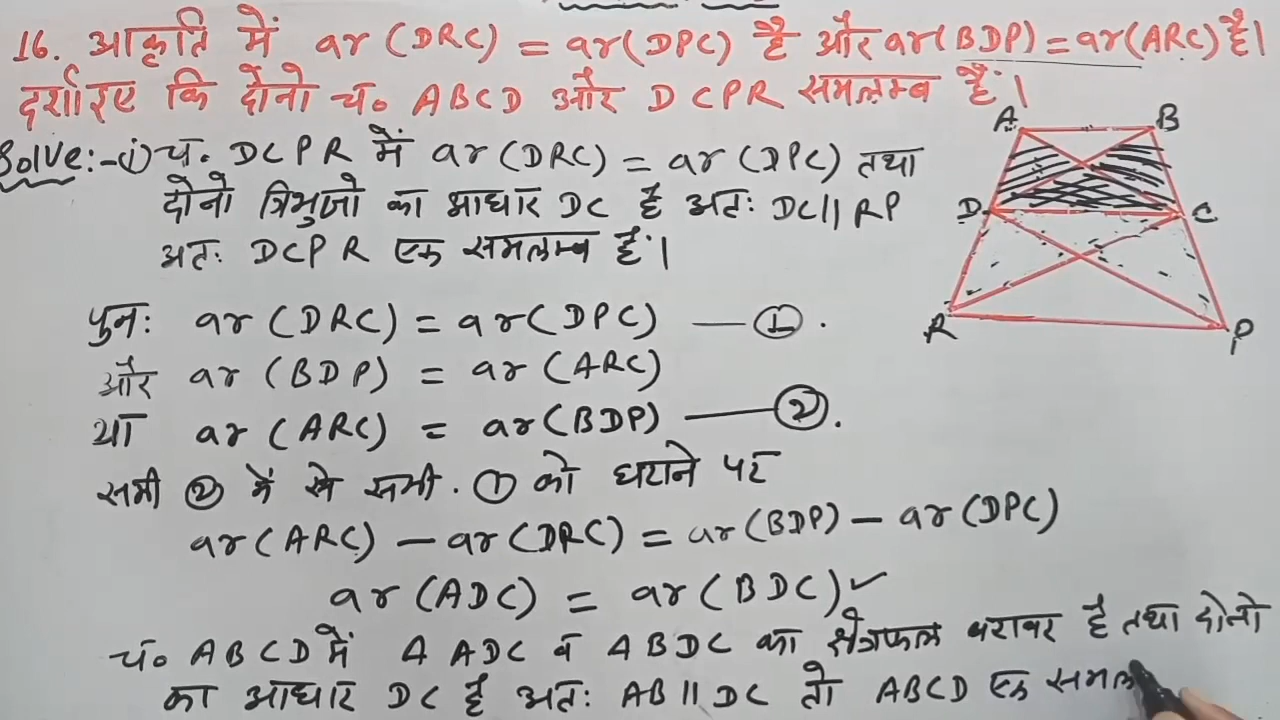 16. आकृति में ar (DRC) = ar(DPC) है और ar(BDP) = ar(ARC) है।
दर्शाइए कि दोनो च० ABCD और DCPR समलम्ब हैं।
Solve:-(i) च. DCPR में ar (DRC) = ar (DPC) तथा
दोनो त्रिभुजो का आधार DC है अतः DC || RP
अतः DCPR एक समलम्ब है।
पुनः ar (DRC) = ar (DPC) — ① .
और ar (BDP) = ar (ARC)
या ar (ARC) = ar (BDP) — ②.
समी ② में से समी. ① को घटाने पर
ar (ARC) – ar (DRC) = ar (BDP) – ar (DPC)
ar (ADC) = ar (BDC) ✓
च० ABCD में Δ ADC व Δ BDC का क्षेत्रफल बराबर है तथा दोनो
का आधार DC है अतः AB || DC तो ABCD एक समल
A B
D C
R P